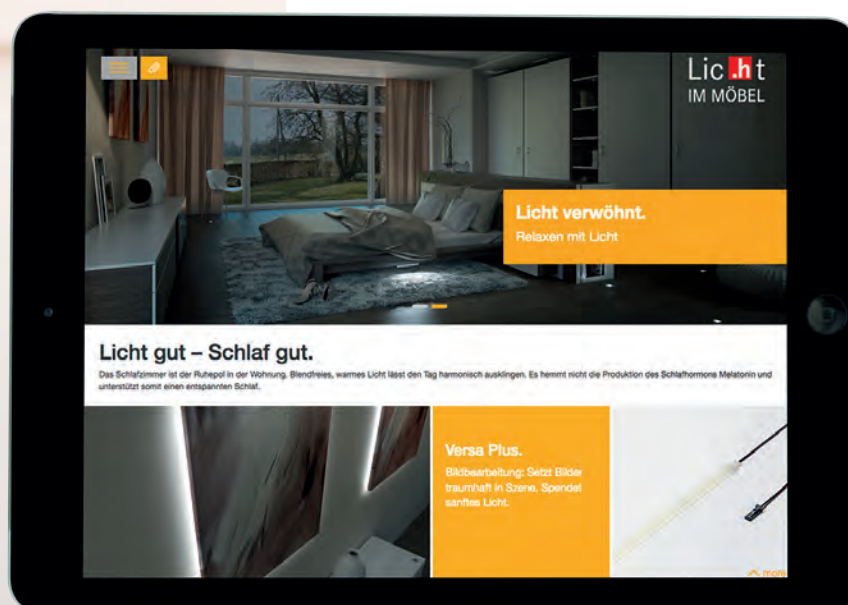 Lic.ht
IM MÖBEL
Licht verwöhnt.
Relaxen mit Licht
Licht gut – Schlaf gut.
Das Schlafzimmer ist der Ruhepol in der Wohnung. Blendfreies, warmes Licht lässt den Tag harmonisch ausklingen. Es hemmt nicht die Produktion des Schlafhormons Melatonin und
unterstützt somit einen entspannten Schlaf.
Versa Plus.
Bildbearbeitung: Setzt Bilder
traumhaft in Szene. Spendet
sanftes Licht.
more